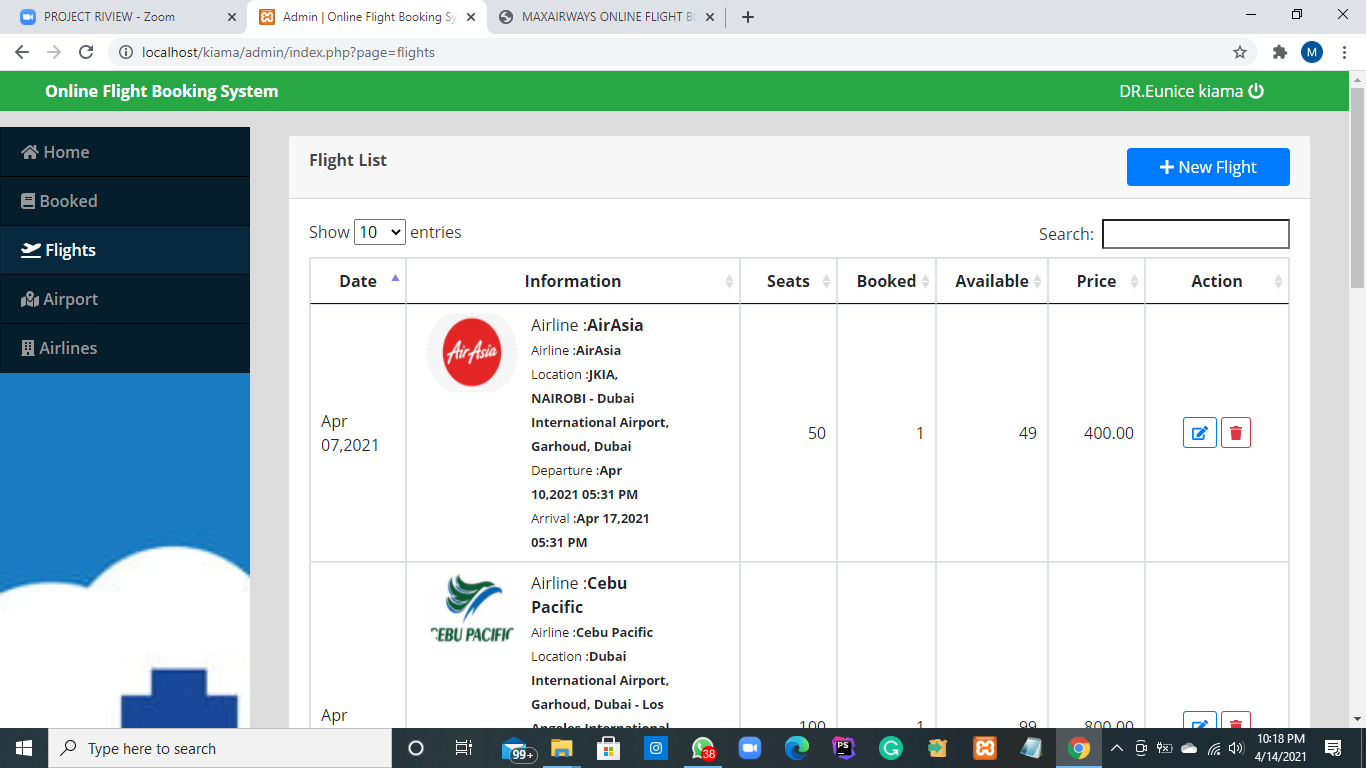 PROJECT RIVIEW - Zoom
Admin | Online Flight Booking Sy
MAXAIRWAYS ONLINE FLIGHT BO
localhost/kiama/admin/index.php?page=flights
M
Online Flight Booking System
DR.Eunice kiama
Home
Booked
Flights
Airport
Airlines
Flight List
New Flight
Show 10 entries
Search:
Date Information Seats Booked Available Price Action
Apr
07,2021
AirAsia
Airline :AirAsia
Airline :AirAsia
Location :JKIA,
NAIROBI - Dubai
International Airport,
Garhoud, Dubai
Departure :Apr
10,2021 05:31 PM
Arrival :Apr 17,2021
05:31 PM
50 1 49 400.00
Apr
CEBU PACIFIC
Airline :Cebu
Pacific
Airline :Cebu Pacific
Location :Dubai
International Airport,
Garhoud, Dubai - Los
Angeles International
100 1 99 800.00
Type here to search
99+
38
PS
G
10:18 PM
4/14/2021